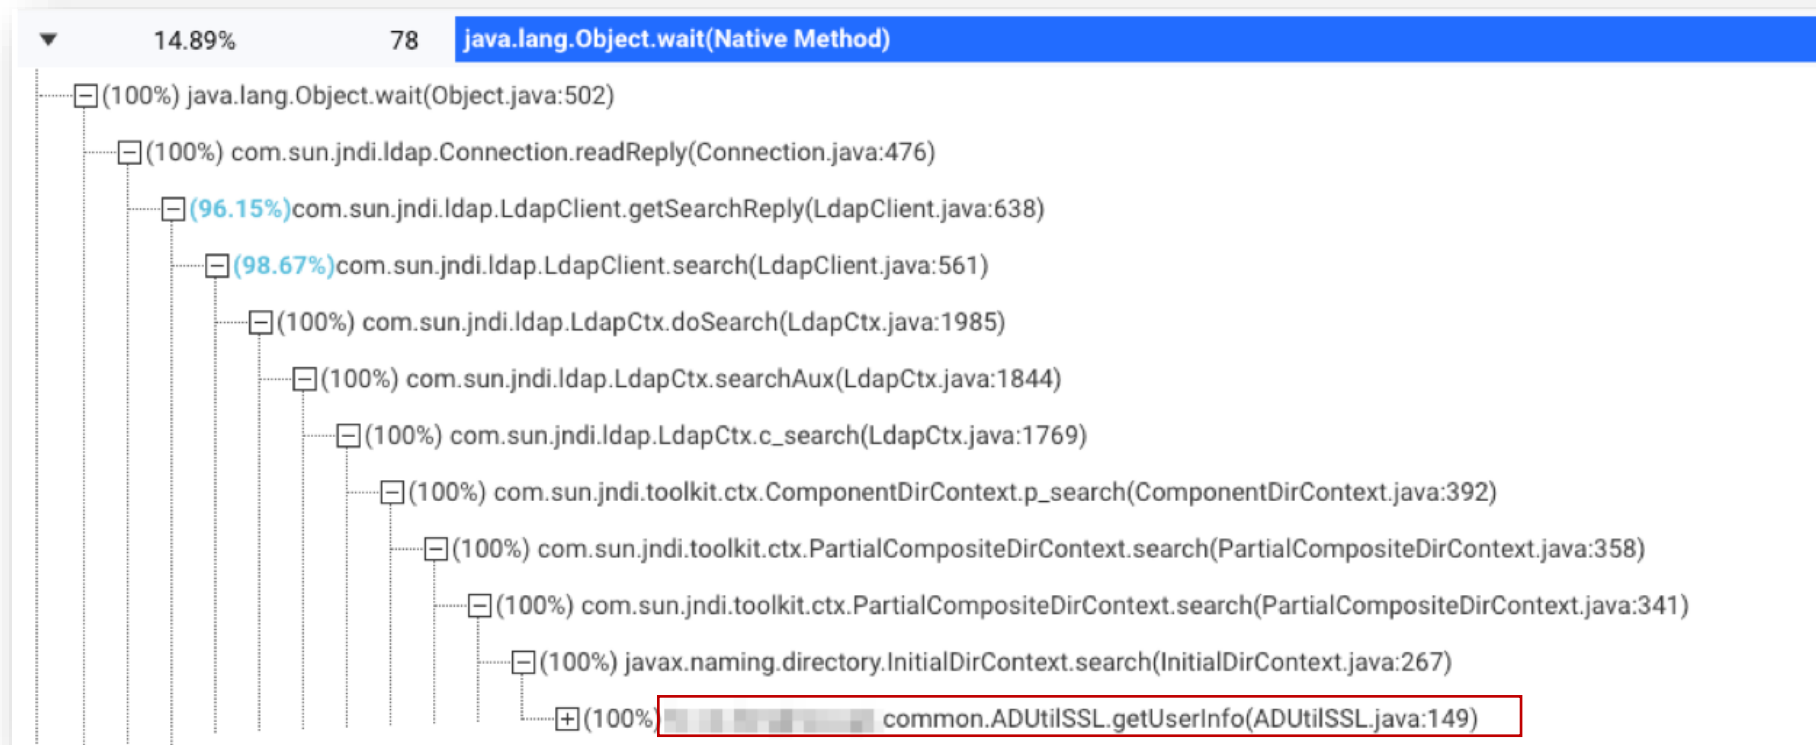 14.89% 78 java.lang.Object.wait(Native Method)
(100%) java.lang.Object.wait(Object.java:502)
(100%) com.sun.jndi.ldap.Connection.readReply(Connection.java:476)
(96.15%)com.sun.jndi.ldap.LdapClient.getSearchReply(LdapClient.java:638)
(98.67%)com.sun.jndi.ldap.LdapClient.search(LdapClient.java:561)
(100%) com.sun.jndi.ldap.LdapCtx.doSearch(LdapCtx.java:1985)
(100%) com.sun.jndi.ldap.LdapCtx.searchAux(LdapCtx.java:1844)
(100%) com.sun.jndi.ldap.LdapCtx.c_search(LdapCtx.java:1769)
(100%) com.sun.jndi.toolkit.ctx.ComponentDirContext.p_search(ComponentDirContext.java:392)
(100%) com.sun.jndi.toolkit.ctx.PartialCompositeDirContext.search(PartialCompositeDirContext.java:358)
(100%) com.sun.jndi.toolkit.ctx.PartialCompositeDirContext.search(PartialCompositeDirContext.java:341)
(100%) javax.naming.directory.InitialDirContext.search(InitialDirContext.java:267)
(100%) common.ADUtilSSL.getUserInfo(ADUtilSSL.java:149)